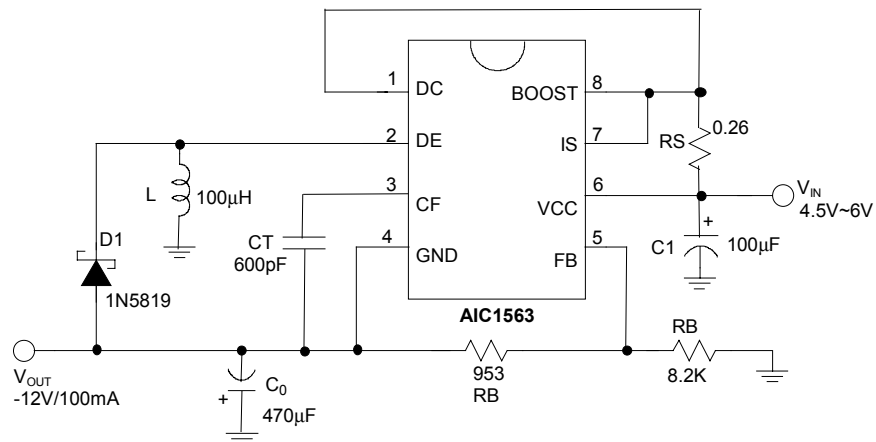 1 DC BOOST 8
0.26
2 DE
IS 7
RS
L 100µH
3 CF
VCC 6
V_IN
4.5V~6V
D1
CT
600pF
4 GND
FB 5
C1 + 100µF
1N5819
AIC1563
RB
V_OUT
-12V/100mA
C_0
+
470µF
953
RB
8.2K